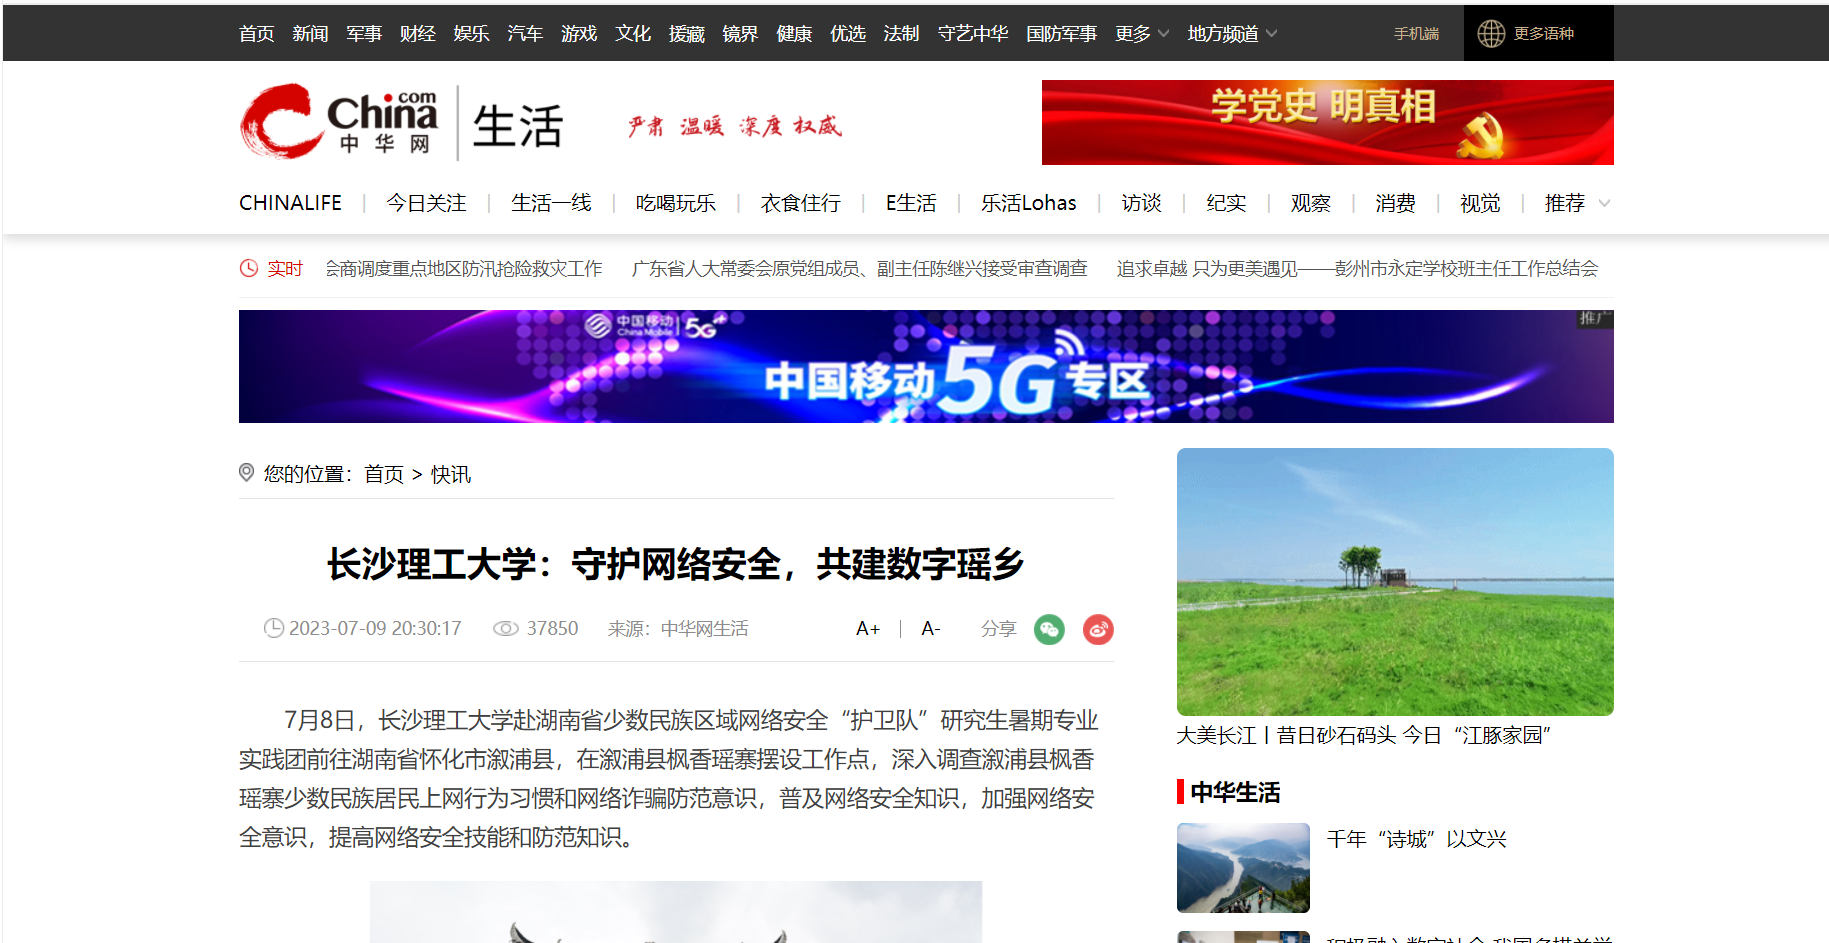 首页 新闻 军事 财经 娱乐 汽车 游戏 文化 援藏 镜界 健康 优选 法制 守艺中华 国防军事 更多 地方频道 手机端 更多语种
China.com 中华网 生活
严肃 温暖 深度 权威
学党史 明真相
CHINALIFE | 今日关注 | 生活一线 | 吃喝玩乐 | 衣食住行 | E生活 | 乐活Lohas | 访谈 | 纪实 | 观察 | 消费 | 视觉 | 推荐
实时 会商调度重点地区防汛抢险救灾工作 广东省人大常委会原党组成员、副主任陈继兴接受审查调查 追求卓越 只为更美遇见——彭州市永定学校班主任工作总结会
中国移动 China Mobile 5G+
推广
中国移动5G专区
您的位置：首页 > 快讯
长沙理工大学：守护网络安全，共建数字瑶乡
2023-07-09 20:30:17 37850 来源：中华网生活 A+ | A- 分享
7月8日，长沙理工大学赴湖南省少数民族区域网络安全“护卫队”研究生暑期专业
实践团前往湖南省怀化市溆浦县，在溆浦县枫香瑶寨摆设工作点，深入调查溆浦县枫香
瑶寨少数民族居民上网行为习惯和网络诈骗防范意识，普及网络安全知识，加强网络安
全意识，提高网络安全技能和防范知识。
大美长江丨昔日砂石码头 今日“江豚家园”
中华生活
千年“诗城”以文兴